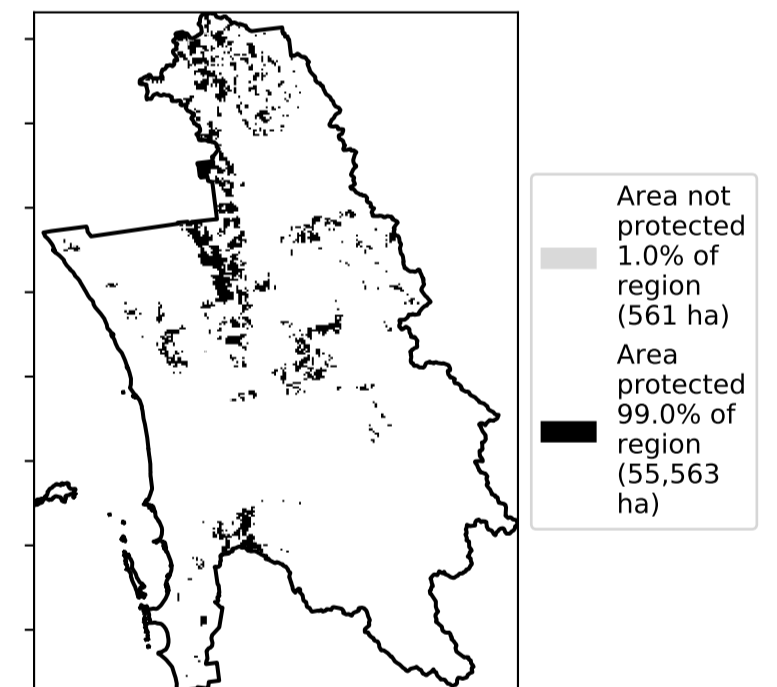 Area not
protected
1.0% of
region
(561 ha)
Area
protected
99.0% of
region
(55,563
ha)